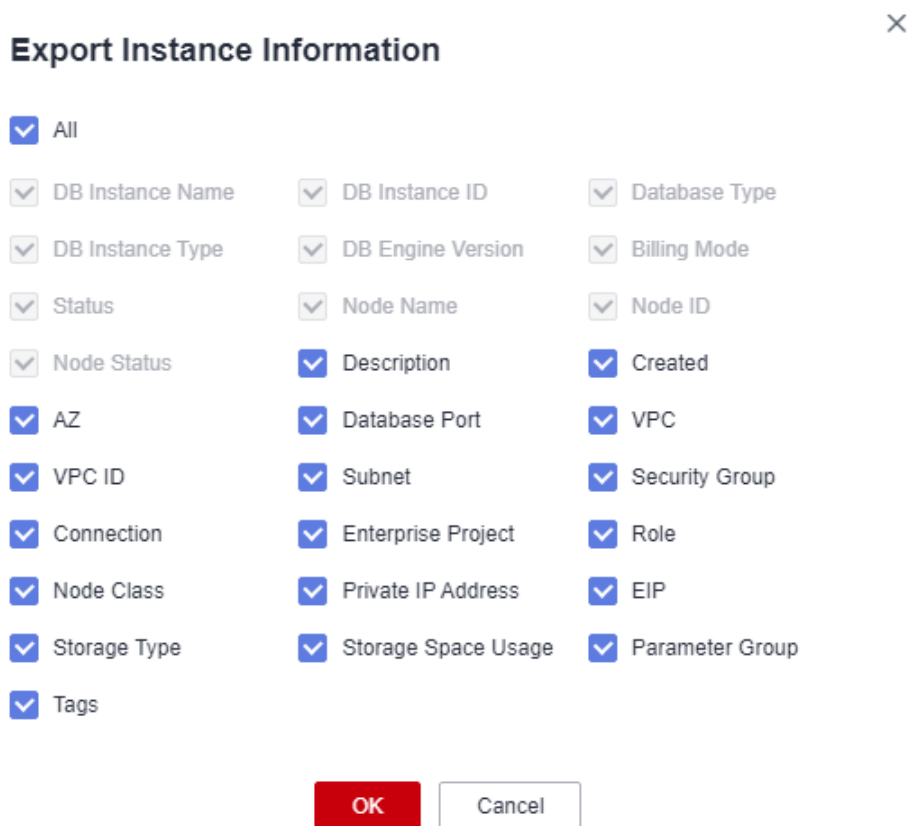 Export Instance Information
All
DB Instance Name DB Instance ID Database Type
DB Instance Type DB Engine Version Billing Mode
Status Node Name Node ID
Node Status Description Created
AZ Database Port VPC
VPC ID Subnet Security Group
Connection Enterprise Project Role
Node Class Private IP Address EIP
Storage Type Storage Space Usage Parameter Group
Tags
OK Cancel